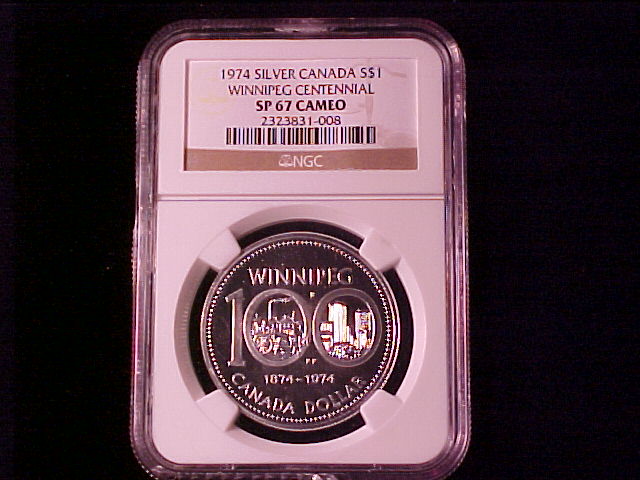 1974 SILVER CANADA S$1
WINNIPEG CENTENNIAL
SP 67 CAMEO
2323831-008
NGC
WINNIPEG
100
1874-1974
CANADA DOLLAR